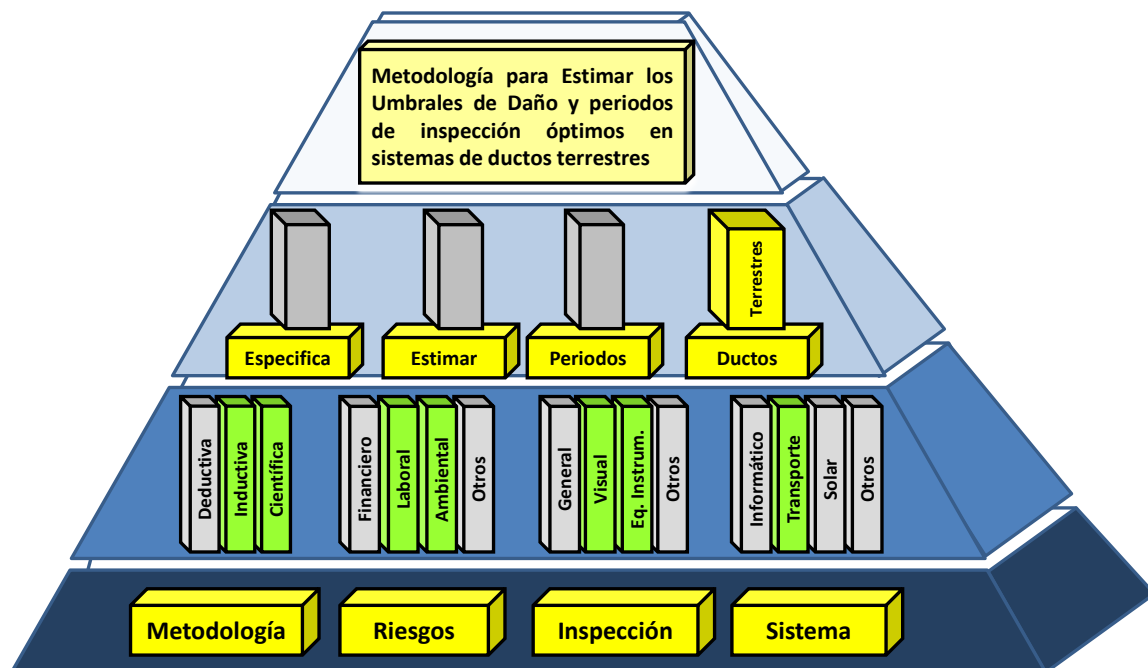 Metodología para Estimar los
Umbrales de Daño y periodos
de inspección óptimos en
sistemas de ductos terrestres
Terrestres
Especifica
Estimar
Periodos
Ductos
Deductiva
Inductiva
Científica
Financiero
Laboral
Ambiental
Otros
General
Visual
Eq. Instrum.
Otros
Informático
Transporte
Solar
Otros
Metodología
Riesgos
Inspección
Sistema